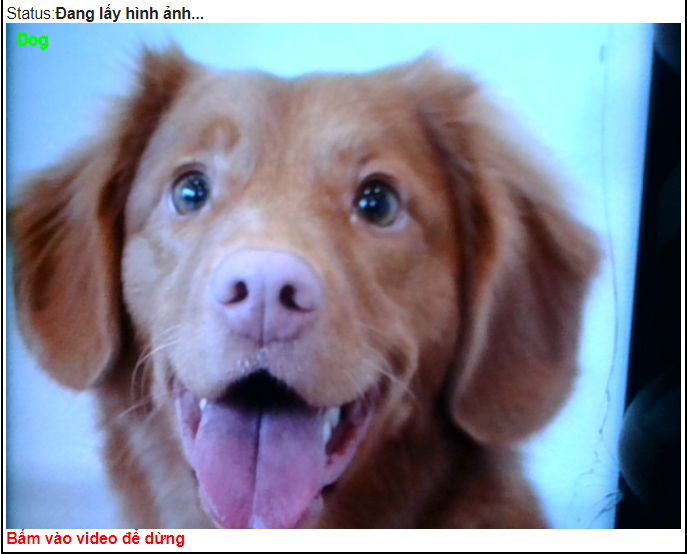 Status:Đang lấy hình ảnh...
Dog
Bấm vào video để dừng